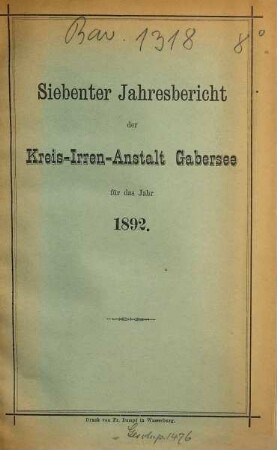 Bav. 1318 8°
Siebenter Jahresbericht
der
Kreis-Irren-Anstalt Gabersee
für das Jahr
1892.
Druck von Fr. Dempf in Wasserburg.